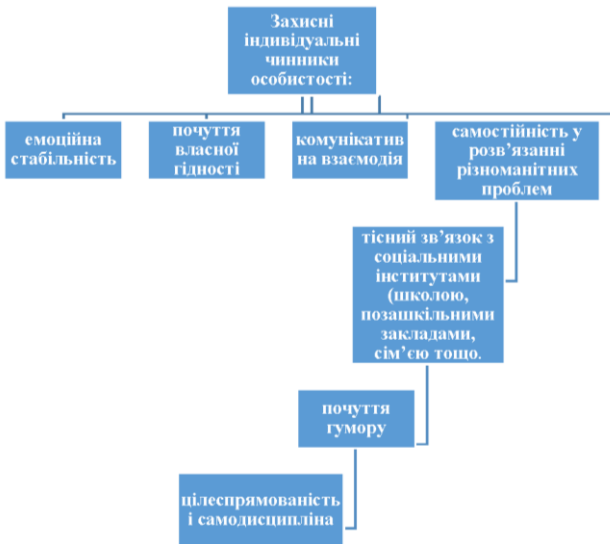 Захисні
індивідуальні
чинники
особистості:
емоційна
стабільність
почуття
власної
гідності
комунікатив
на взаємодія
самостійність у
розв’язанні
різноманітних
проблем
тісний зв’язок з
соціальними
інститутами
(школою,
позашкільними
закладами,
сім’єю тощо.
почуття
гумору
цілеспрямованість
і самодисципліна